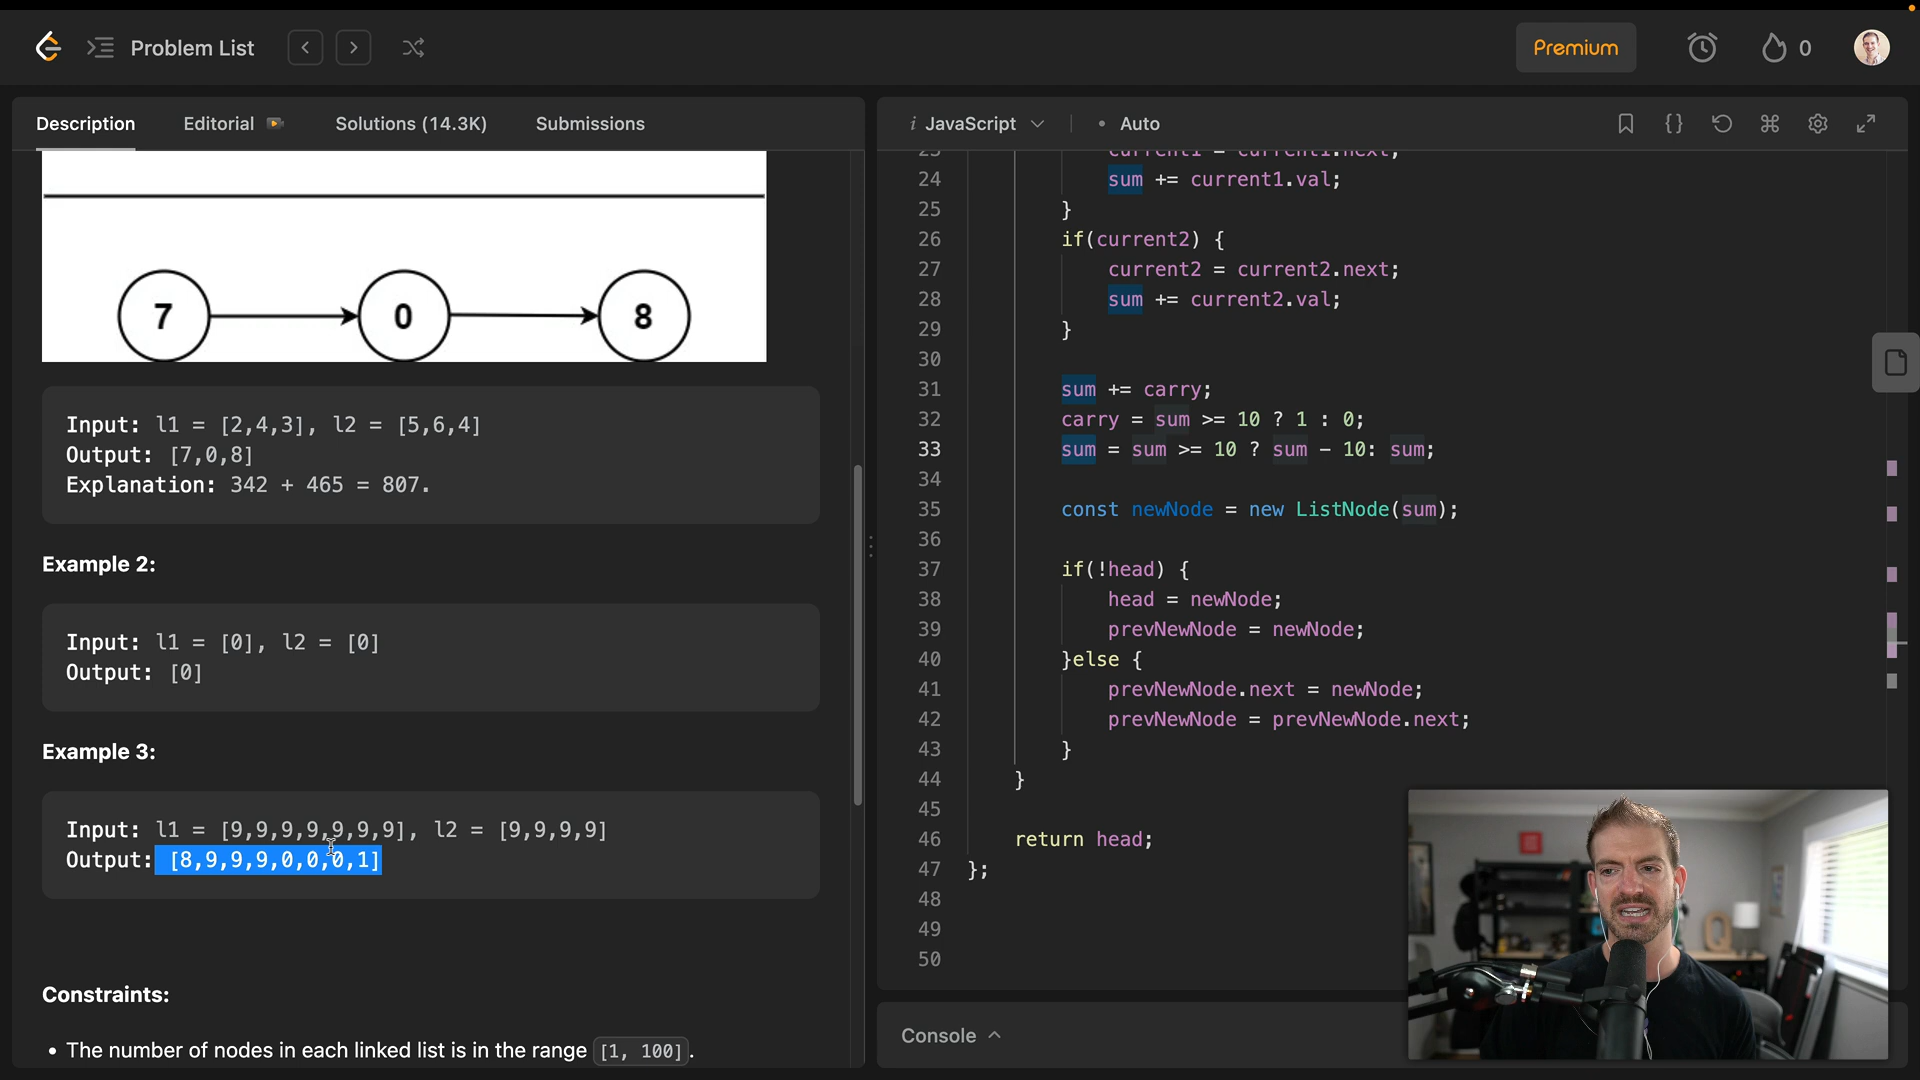 Problem List
Premium
0
Description
Editorial
Solutions (14.3K)
Submissions
7
0
8
Input: l1 = [2,4,3], l2 = [5,6,4]
Output: [7,0,8]
Explanation: 342 + 465 = 807.
Example 2:
Input: l1 = [0], l2 = [0]
Output: [0]
Example 3:
Input: l1 = [9,9,9,9,9,9,9], l2 = [9,9,9,9]
Output: [8,9,9,9,0,0,0,1]
Constraints:
• The number of nodes in each linked list is in the range [1, 100].
i JavaScript
• Auto
23 current1 = current1.next;
24 sum += current1.val;
25 }
26 if(current2) {
27 current2 = current2.next;
28 sum += current2.val;
29 }
30
31 sum += carry;
32 carry = sum >= 10 ? 1 : 0;
33 sum = sum >= 10 ? sum - 10: sum;
34
35 const newNode = new ListNode(sum);
36
37 if(!head) {
38 head = newNode;
39 prevNewNode = newNode;
40 }else {
41 prevNewNode.next = newNode;
42 prevNewNode = prevNewNode.next;
43 }
44 }
45
46 return head;
47 };
48
49
50
Console